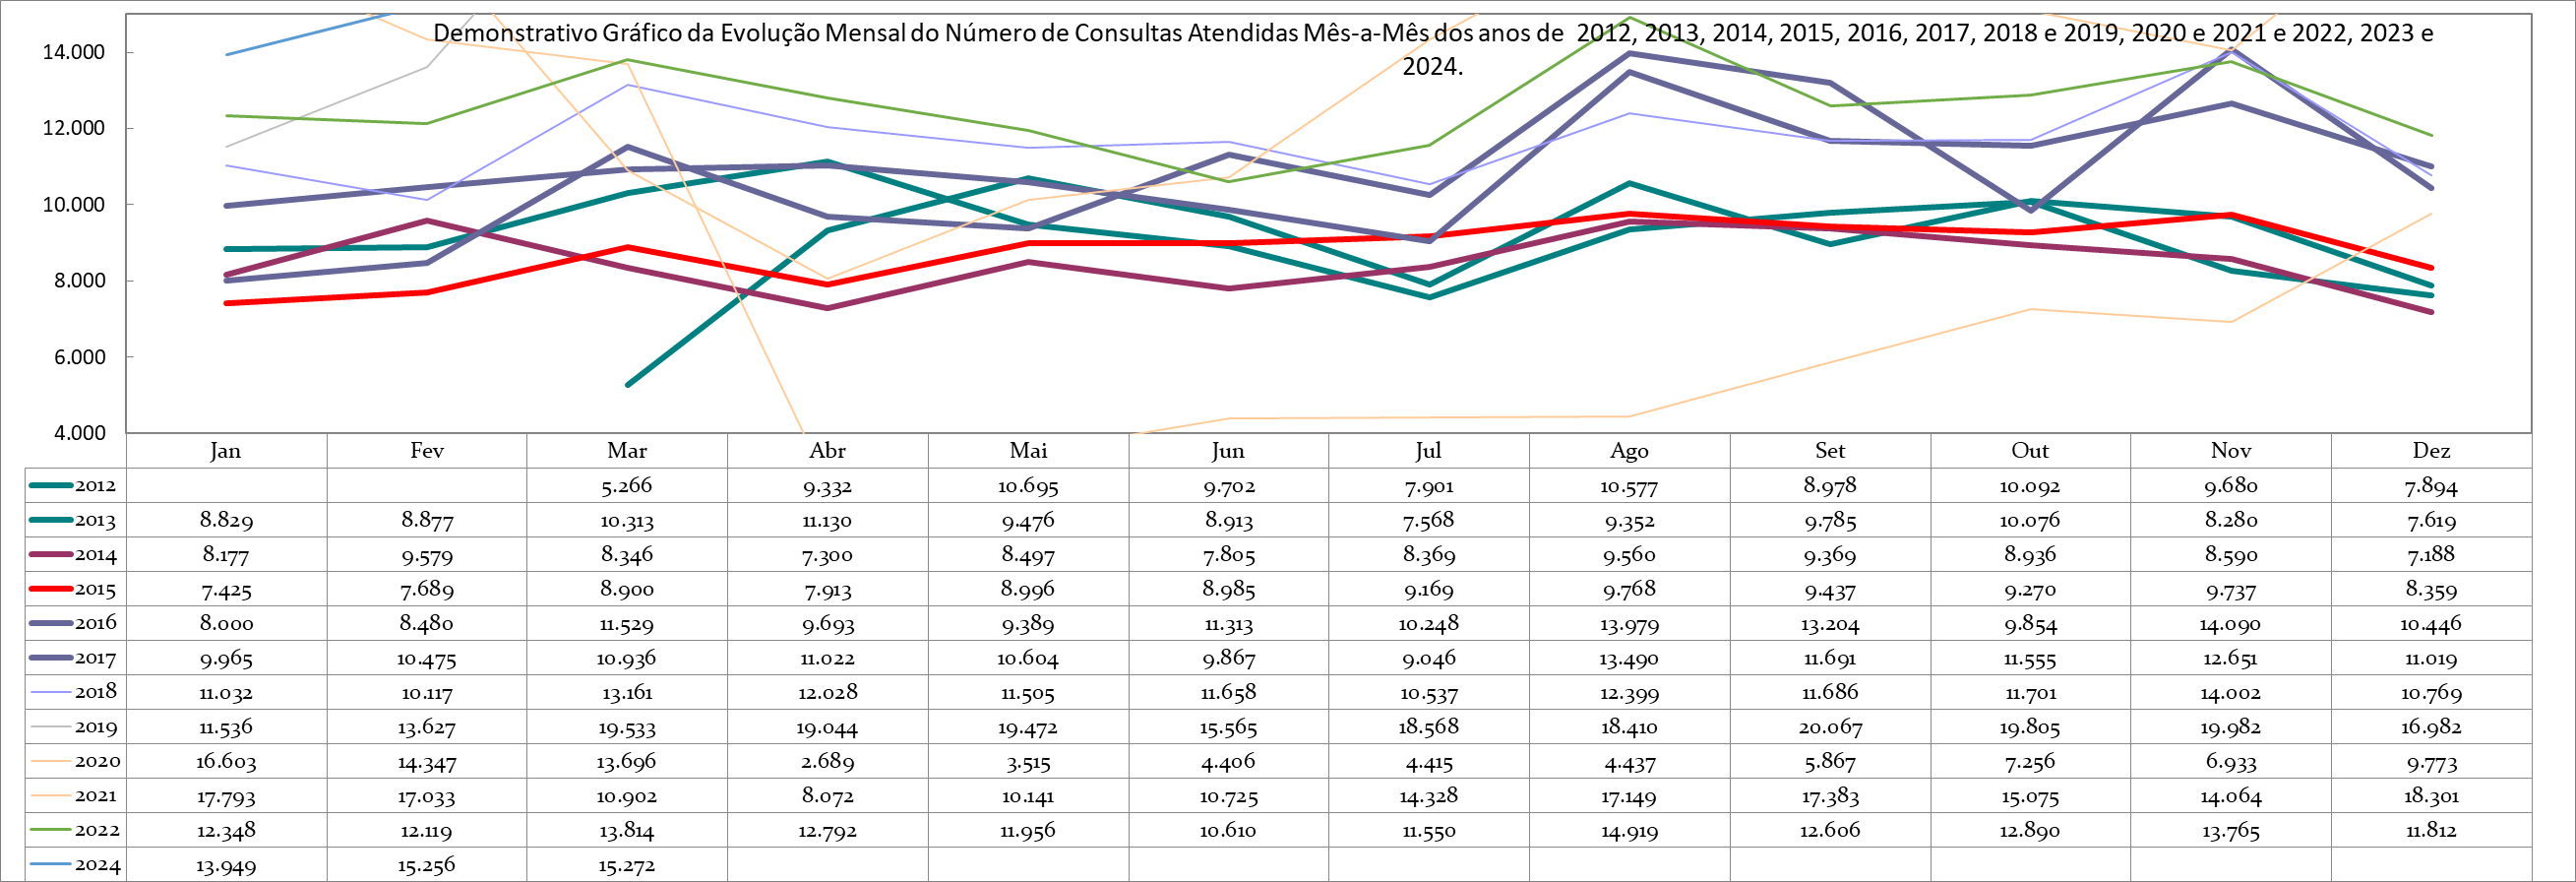 Demonstrativo Gráfico da Evolução Mensal do Número de Consultas Atendidas Mês-a-Mês dos anos de  2012, 2013, 2014, 2015, 2016, 2017, 2018 e 2019, 2020 e 2021 e 2022, 2023 e
2024.
14.000
12.000
10.000
8.000
6.000
4.000
Jan Fev Mar Abr Mai Jun Jul Ago Set Out Nov Dez
2012 5.266 9.332 10.695 9.702 7.901 10.577 8.978 10.092 9.680 7.894
2013 8.829 8.877 10.313 11.130 9.476 8.913 7.568 9.352 9.785 10.076 8.280 7.619
2014 8.177 9.579 8.346 7.300 8.497 7.805 8.369 9.560 9.369 8.936 8.590 7.188
2015 7.425 7.689 8.900 7.913 8.996 8.985 9.169 9.768 9.437 9.270 9.737 8.359
2016 8.000 8.480 11.529 9.693 9.389 11.313 10.248 13.979 13.204 9.854 14.090 10.446
2017 9.965 10.475 10.936 11.022 10.604 9.867 9.046 13.490 11.691 11.555 12.651 11.019
2018 11.032 10.117 13.161 12.028 11.505 11.658 10.537 12.399 11.686 11.701 14.002 10.769
2019 11.536 13.627 19.533 19.044 19.472 15.565 18.568 18.410 20.067 19.805 19.982 16.982
2020 16.603 14.347 13.696 2.689 3.515 4.406 4.415 4.437 5.867 7.256 6.933 9.773
2021 17.793 17.033 10.902 8.072 10.141 10.725 14.328 17.149 17.383 15.075 14.064 18.301
2022 12.348 12.119 13.814 12.792 11.956 10.610 11.550 14.919 12.606 12.890 13.765 11.812
2024 13.949 15.256 15.272